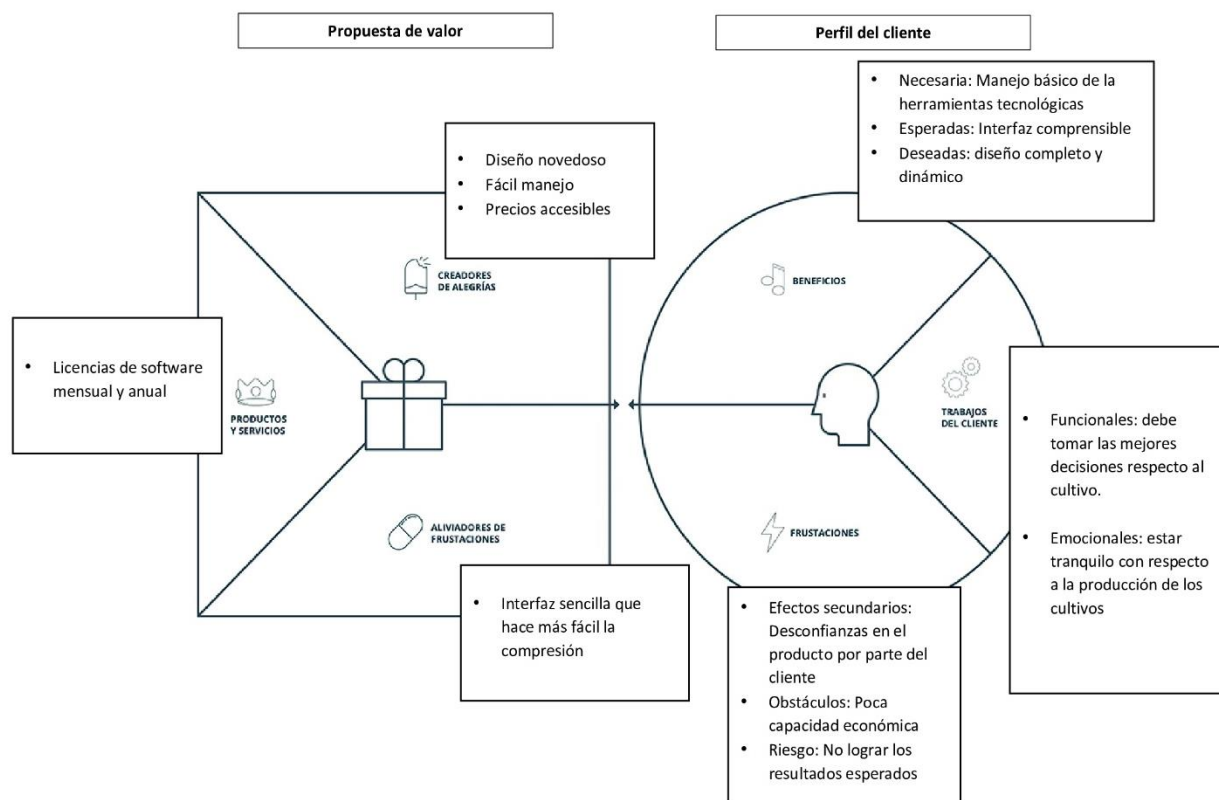 Propuesta de valor
Perfil del cliente
• Necesaria: Manejo básico de la
herramientas tecnológicas
• Esperadas: Interfaz comprensible
• Deseadas: diseño completo y
dinámico
• Diseño novedoso
• Fácil manejo
• Precios accesibles
CREADORES
DE ALEGRÍAS
BENEFICIOS
• Licencias de software
mensual y anual
PRODUCTOS
Y SERVICIOS
TRABAJOS
DEL CLIENTE
• Funcionales: debe
tomar las mejores
decisiones respecto al
cultivo.
• Emocionales: estar
tranquilo con respecto
a la producción de los
cultivos
ALIVIADORES DE
FRUSTACIONES
FRUSTACIONES
• Interfaz sencilla que
hace más fácil la
compresión
• Efectos secundarios:
Desconfianzas en el
producto por parte del
cliente
• Obstáculos: Poca
capacidad económica
• Riesgo: No lograr los
resultados esperados